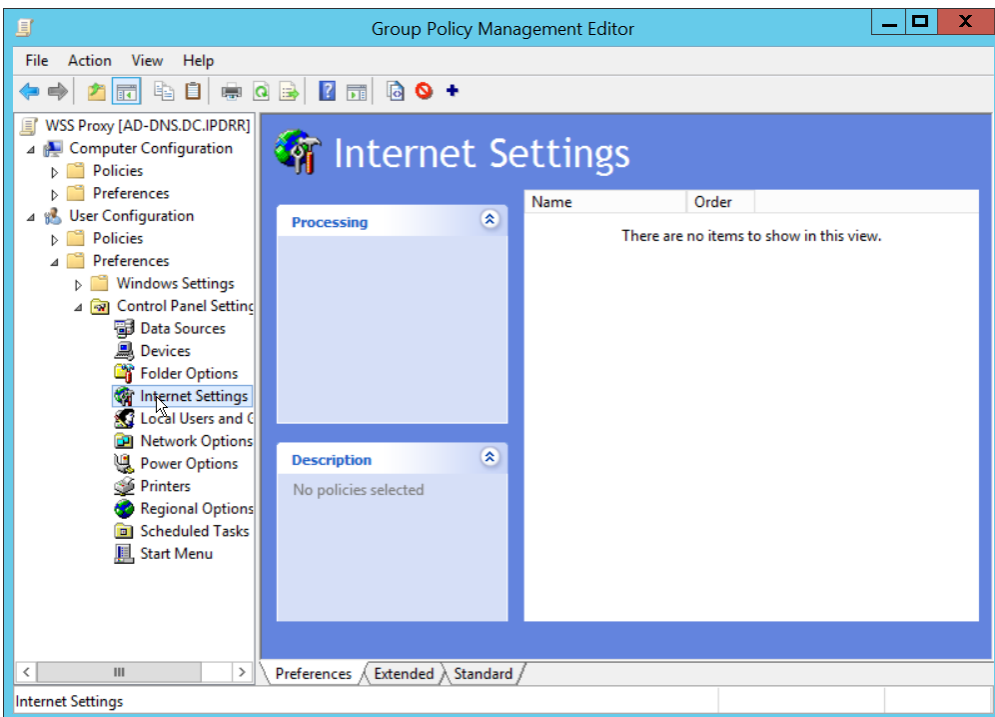 Group Policy Management Editor
X
File Action View Help
WSS Proxy [AD-DNS.DC.IPDRR]
Computer Configuration
Policies
Preferences
User Configuration
Policies
Preferences
Windows Settings
Control Panel Setting
Data Sources
Devices
Folder Options
Internet Settings
Local Users and G
Network Options
Power Options
Printers
Regional Options
Scheduled Tasks
Start Menu
Internet Settings
Processing
Description
No policies selected
Name Order
There are no items to show in this view.
Preferences Extended Standard
Internet Settings